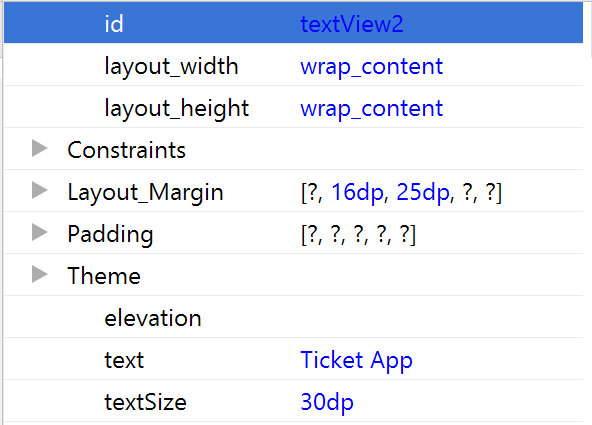 id textView2
layout_width wrap_content
layout_height wrap_content
Constraints
Layout_Margin [?, 16dp, 25dp, ?, ?]
Padding [?, ?, ?, ?, ?]
Theme
elevation
text Ticket App
textSize 30dp